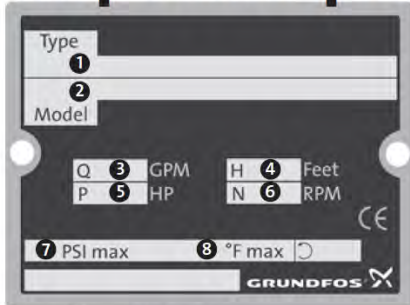 Type
1
2
Model
Q 3 GPM H 4 Feet
P 5 HP N 6 RPM
CE
7 PSI max 8 °F max
GRUNDFOS